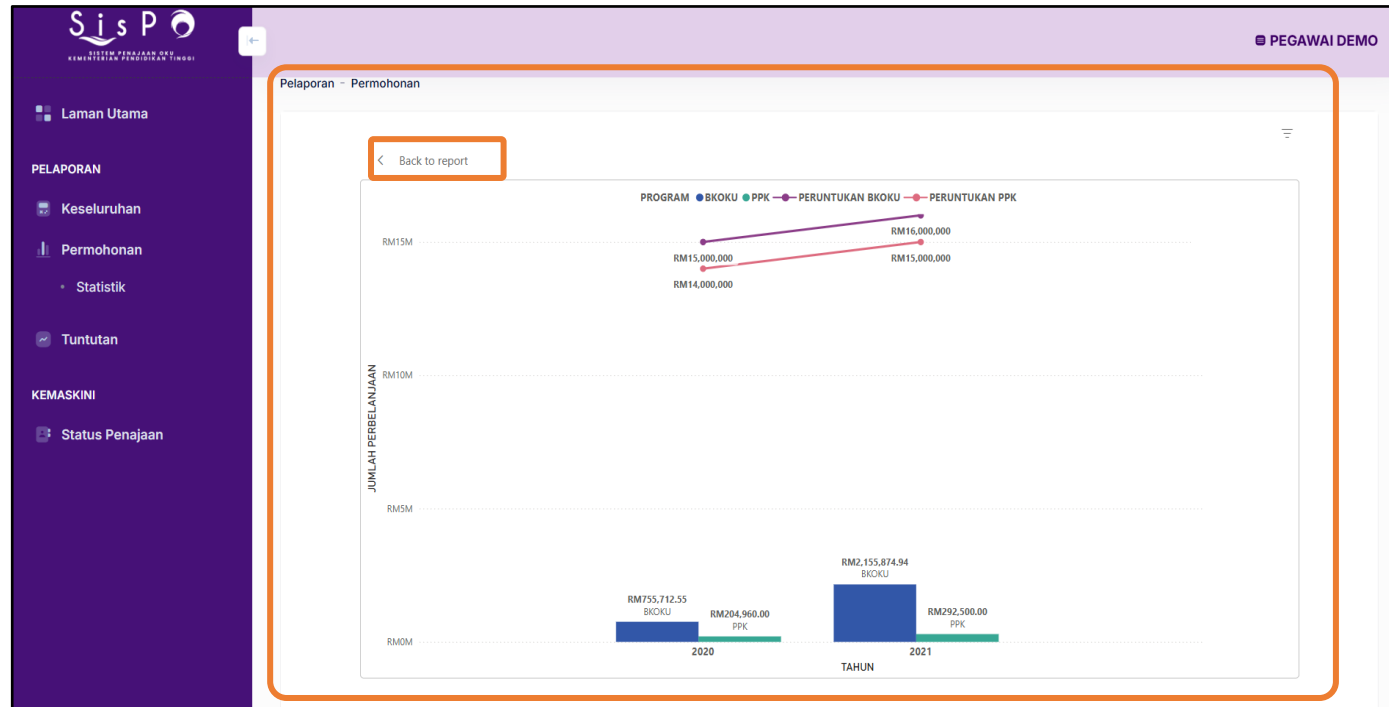 SisPO
SISTEM PENAJAAN OKU
KEMENTERIAN PENDIDIKAN TINGGI
PEGAWAI DEMO
Pelaporan - Permohonan
Laman Utama
PELAPORAN
Keseluruhan
Permohonan
Statistik
Tuntutan
KEMASKINI
Status Penajaan
Back to report
PROGRAM BKOKU PPK PERUNTUKAN BKOKU PERUNTUKAN PPK
RM15M
RM16,000,000
RM15,000,000
RM15,000,000
RM14,000,000
RM10M
JUMLAH PERBELANJAAN
RM5M
RM2,155,874.94
BKOKU
RM755,712.55
BKOKU
RM204,960.00
PPK
RM292,500.00
PPK
RM0M
2020
2021
TAHUN